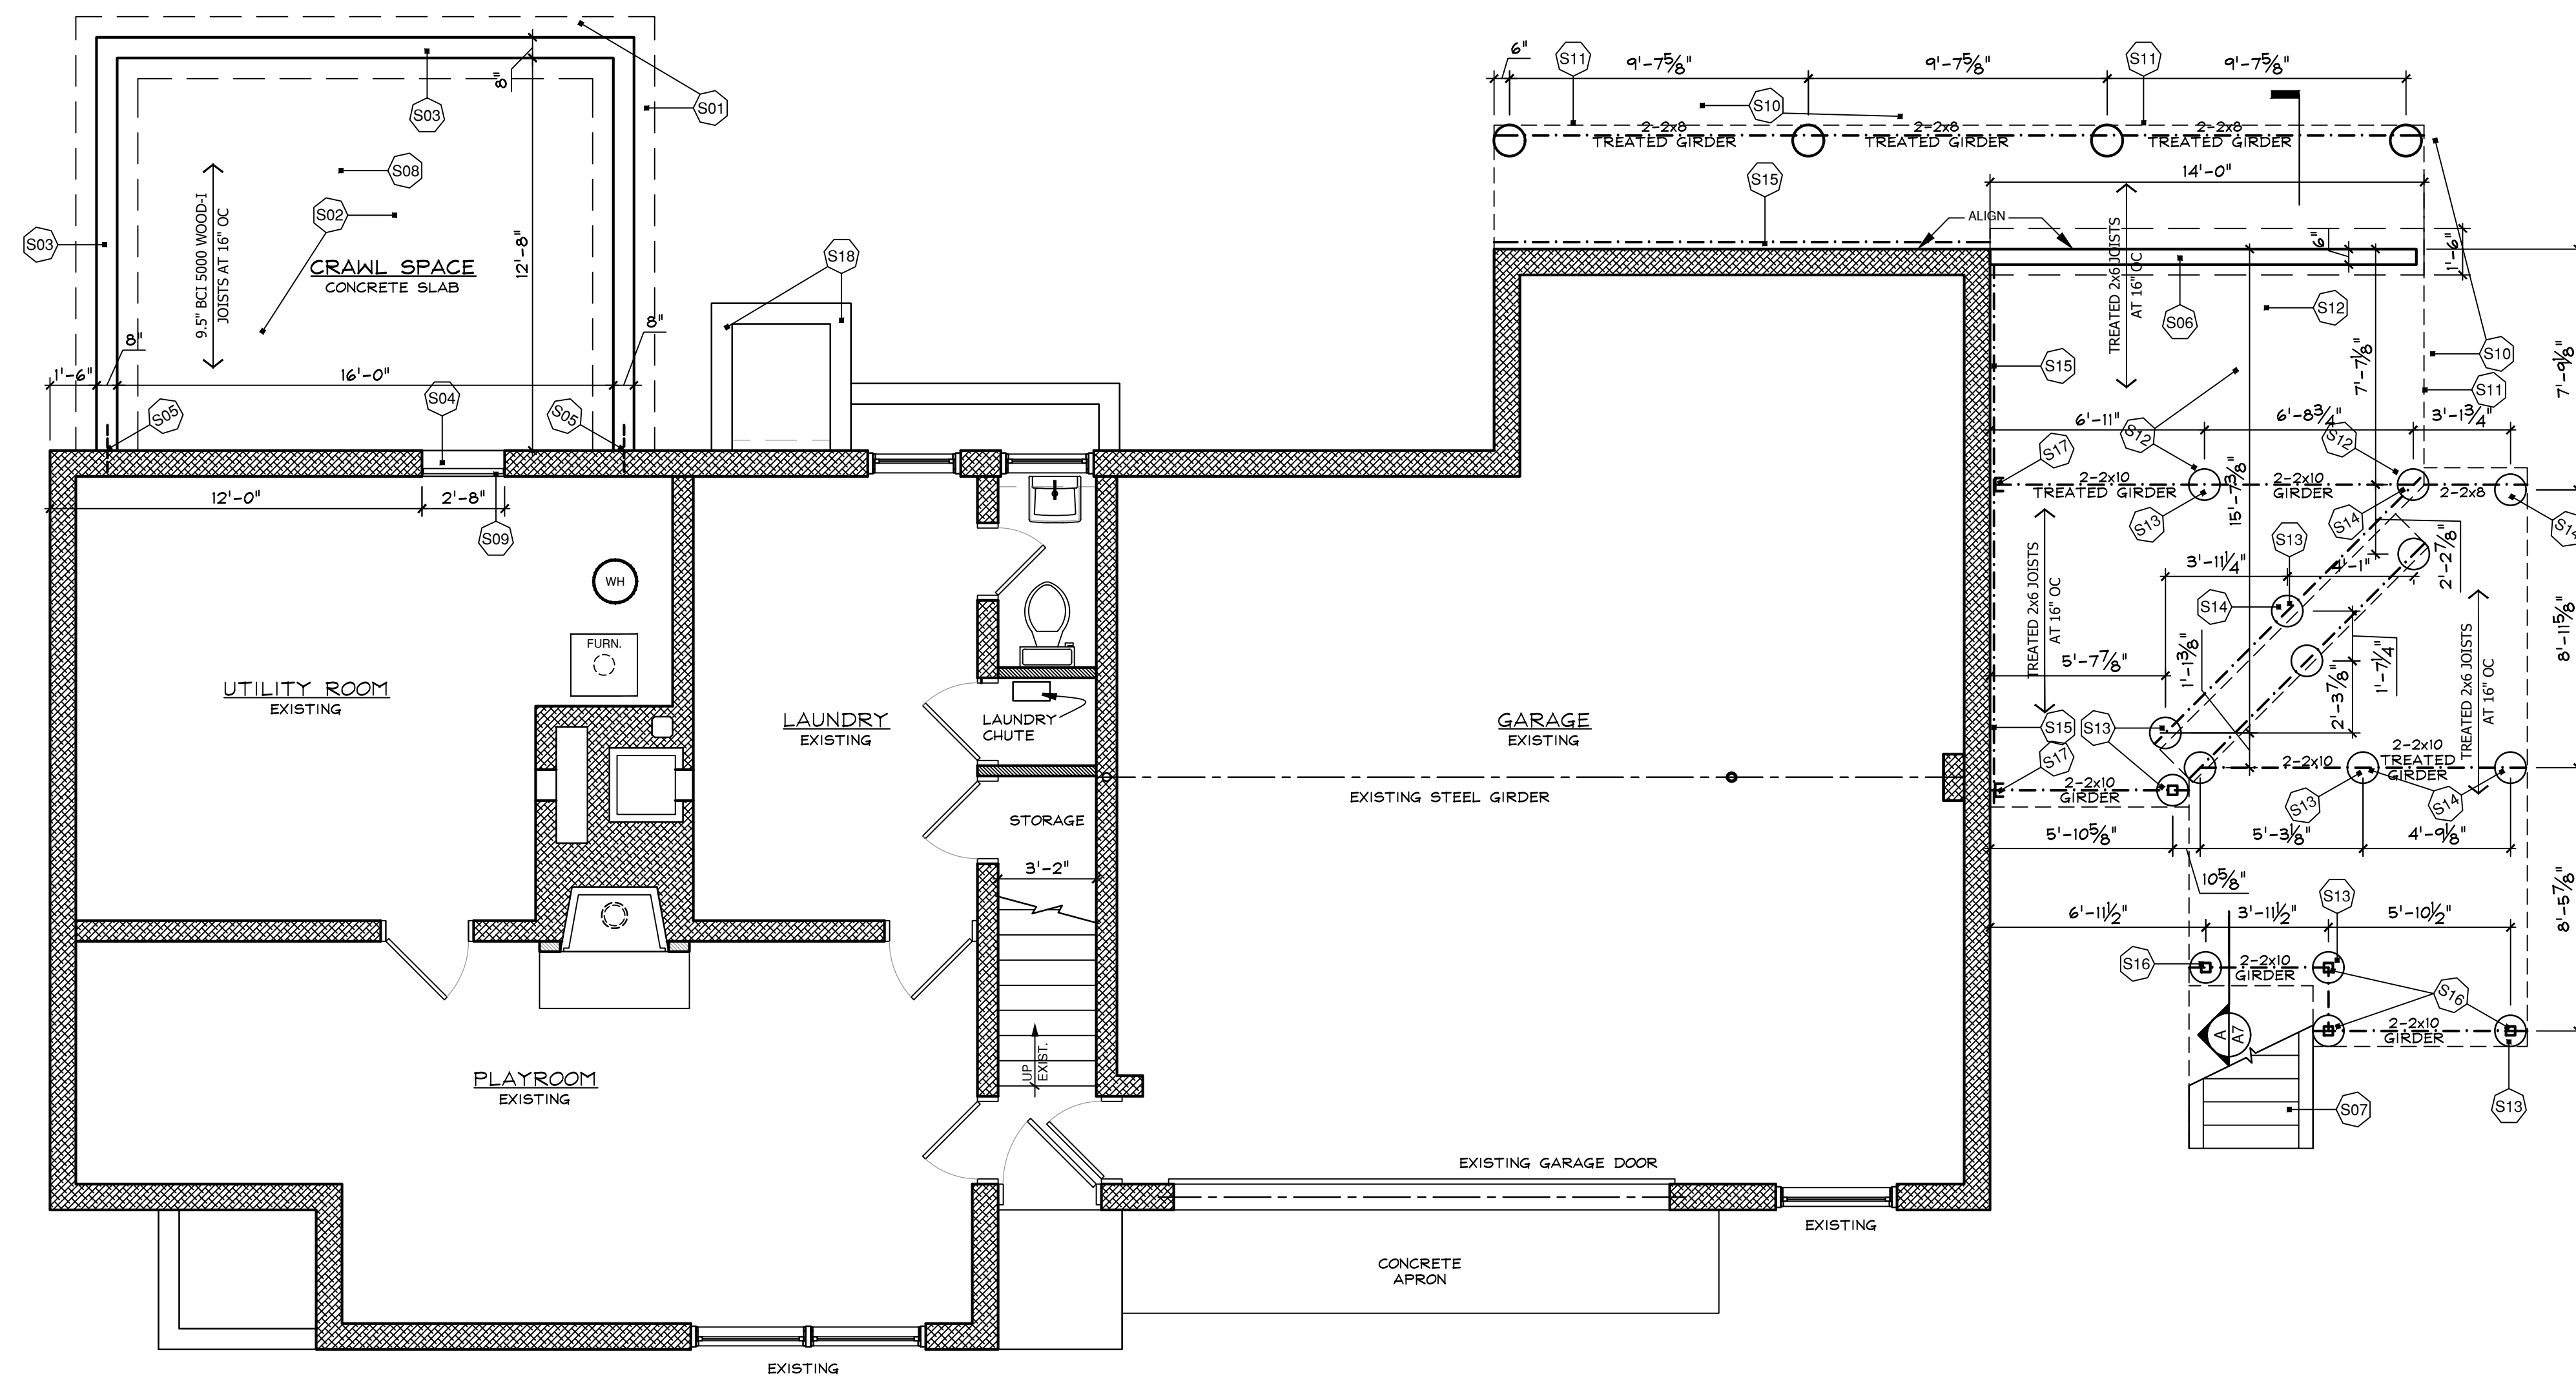 6"
S11
9'-7⅝"
9'-7⅝"
S11
9'-7⅝"
S01
S03
8"
S10
2-2x8
TREATED GIRDER
2-2x8
TREATED GIRDER
2-2x8
TREATED GIRDER
S08
S15
14'-0"
S02
ALIGN
S03
9.5" BCI 5000 WOOD-I
JOISTS AT 16" OC
CRAWL SPACE
CONCRETE SLAB
12'-8"
S18
TREATED 2x6 JOISTS
AT 16" OC
6"
1'-6"
S06
S12
8"
8"
S15
7'-7⅛"
S10
7'-9⅛"
1'-6"
16'-0"
S04
S11
S05
S05
6'-11"
6'-8¾"
3'-1¾"
S12
S12
S17
12'-0"
2'-8"
2-2x10
TREATED GIRDER
2-2x10
GIRDER
2-2x8
15'-7⅜"
S09
S13
S14
S14
S13
WH
3'-11¼"
4'-1"
2'-2⅞"
TREATED 2x6 JOISTS
AT 16" OC
S14
FURN.
8'-11⅝"
5'-7⅞"
1'-1⅜"
1'-7¼"
TREATED 2x6 JOISTS
AT 16" OC
UTILITY ROOM
EXISTING
2'-3⅞"
LAUNDRY
EXISTING
LAUNDRY
CHUTE
GARAGE
EXISTING
S15
S13
S17
2-2x10
2-2x10
TREATED
GIRDER
EXISTING STEEL GIRDER
2-2x10
GIRDER
S13
S14
STORAGE
5'-10⅝"
5'-3⅛"
4'-9⅛"
3'-2"
10⅝"
S13
6'-11½"
3'-11½"
5'-10½"
8'-5⅞"
S16
2-2x10
GIRDER
S16
UP
EXIST.
A
A7
2-2x10
GIRDER
PLAYROOM
EXISTING
S07
S13
EXISTING GARAGE DOOR
EXISTING
CONCRETE
APRON
EXISTING